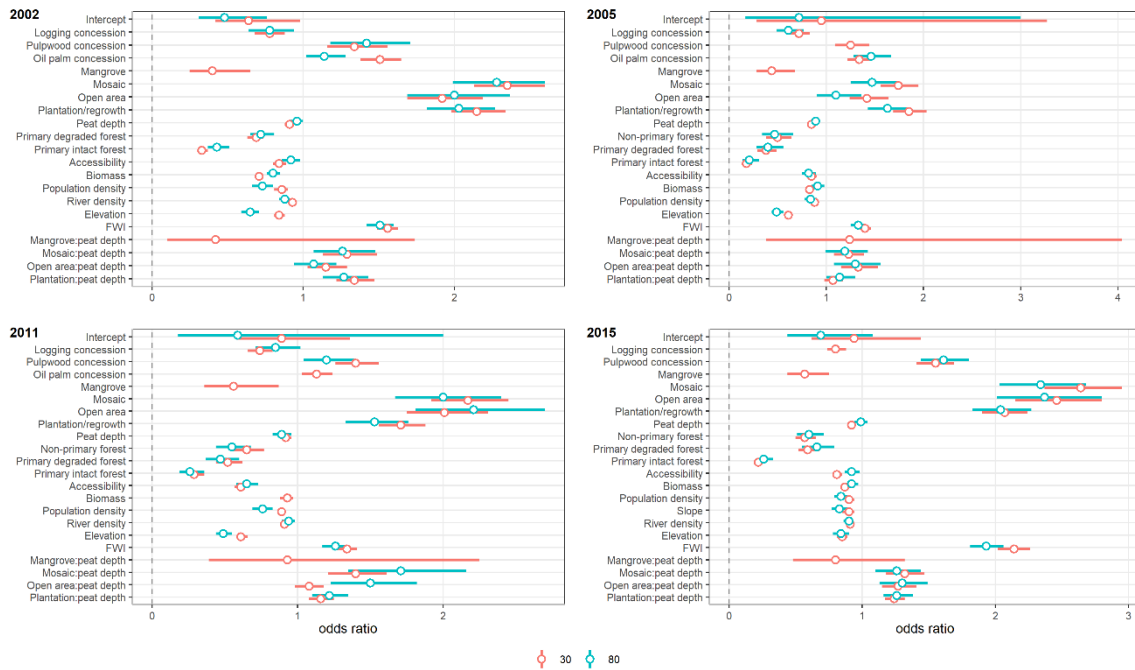 2002
Intercept
Logging concession
Pulpwood concession
Oil palm concession
Mangrove
Mosaic
Open area
Plantation/regrowth
Peat depth
Primary degraded forest
Primary intact forest
Accessibility
Biomass
Population density
River density
Elevation
FWI
Mangrove:peat depth
Mosaic:peat depth
Open area:peat depth
Plantation:peat depth
0 1 2
2005
Intercept
Logging concession
Pulpwood concession
Oil palm concession
Mangrove
Mosaic
Open area
Plantation/regrowth
Peat depth
Non-primary forest
Primary degraded forest
Primary intact forest
Accessibility
Biomass
Population density
Elevation
FWI
Mangrove:peat depth
Mosaic:peat depth
Open area:peat depth
Plantation:peat depth
0 1 2 3 4
2011
Intercept
Logging concession
Pulpwood concession
Oil palm concession
Mangrove
Mosaic
Open area
Plantation/regrowth
Peat depth
Non-primary forest
Primary degraded forest
Primary intact forest
Accessibility
Biomass
Population density
River density
Elevation
FWI
Mangrove:peat depth
Mosaic:peat depth
Open area:peat depth
Plantation:peat depth
0 1 2
odds ratio
2015
Intercept
Logging concession
Pulpwood concession
Mangrove
Mosaic
Open area
Plantation/regrowth
Peat depth
Non-primary forest
Primary degraded forest
Primary intact forest
Accessibility
Biomass
Population density
Slope
River density
Elevation
FWI
Mangrove:peat depth
Mosaic:peat depth
Open area:peat depth
Plantation:peat depth
0 1 2 3
odds ratio
30 80